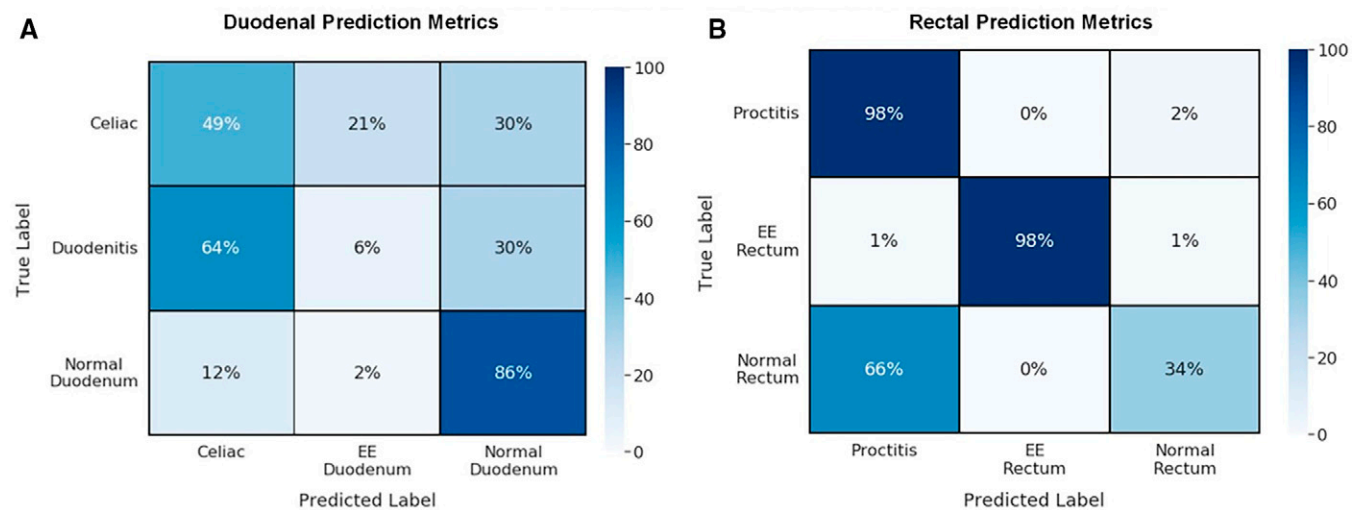 A
Duodenal Prediction Metrics
True Label
Celiac
49%
21%
30%
Duodenitis
64%
6%
30%
Normal
Duodenum
12%
2%
86%
Celiac
EE
Duodenum
Normal
Duodenum
Predicted Label
100
80
60
40
20
0
B
Rectal Prediction Metrics
True Label
Proctitis
98%
0%
2%
EE
Rectum
1%
98%
1%
Normal
Rectum
66%
0%
34%
Proctitis
EE
Rectum
Normal
Rectum
Predicted Label
100
80
60
40
20
0